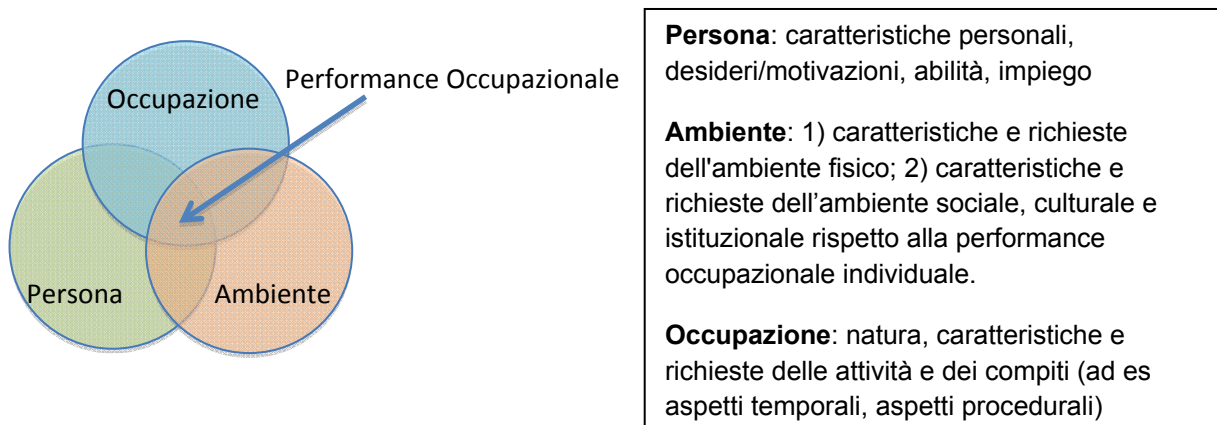 Performance Occupazionale
Occupazione
Persona
Ambiente
Persona: caratteristiche personali,
desideri/motivazioni, abilità, impiego
Ambiente: 1) caratteristiche e richieste
dell'ambiente fisico; 2) caratteristiche e
richieste dell’ambiente sociale, culturale e
istituzionale rispetto alla performance
occupazionale individuale.
Occupazione: natura, caratteristiche e
richieste delle attività e dei compiti (ad es
aspetti temporali, aspetti procedurali)